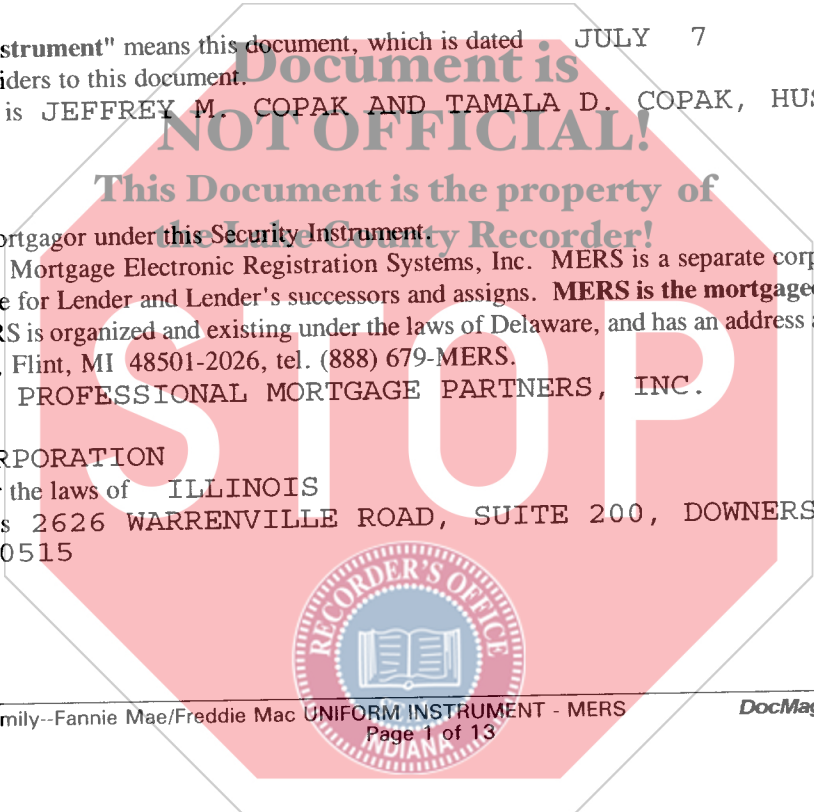 strument" means this document, which is dated JULY 7
iders to this document.
Document is
is JEFFREY M. COPAK AND TAMALA D. COPAK, HUS
NOT OFFICIAL!
This Document is the property of
the Lake County Recorder!
ortgagor under this Security Instrument.
Mortgage Electronic Registration Systems, Inc. MERS is a separate corp
e for Lender and Lender's successors and assigns. MERS is the mortgagee
RS is organized and existing under the laws of Delaware, and has an address a
, Flint, MI 48501-2026, tel. (888) 679-MERS.
PROFESSIONAL MORTGAGE PARTNERS, INC.
STOP
RPORATION
r the laws of ILLINOIS
s 2626 WARRENVILLE ROAD, SUITE 200, DOWNERS
0515
RECORDER'S OFFICE
mily--Fannie Mae/Freddie Mac UNIFORM INSTRUMENT - MERS DocMag
Page 1 of 13
INDIANA